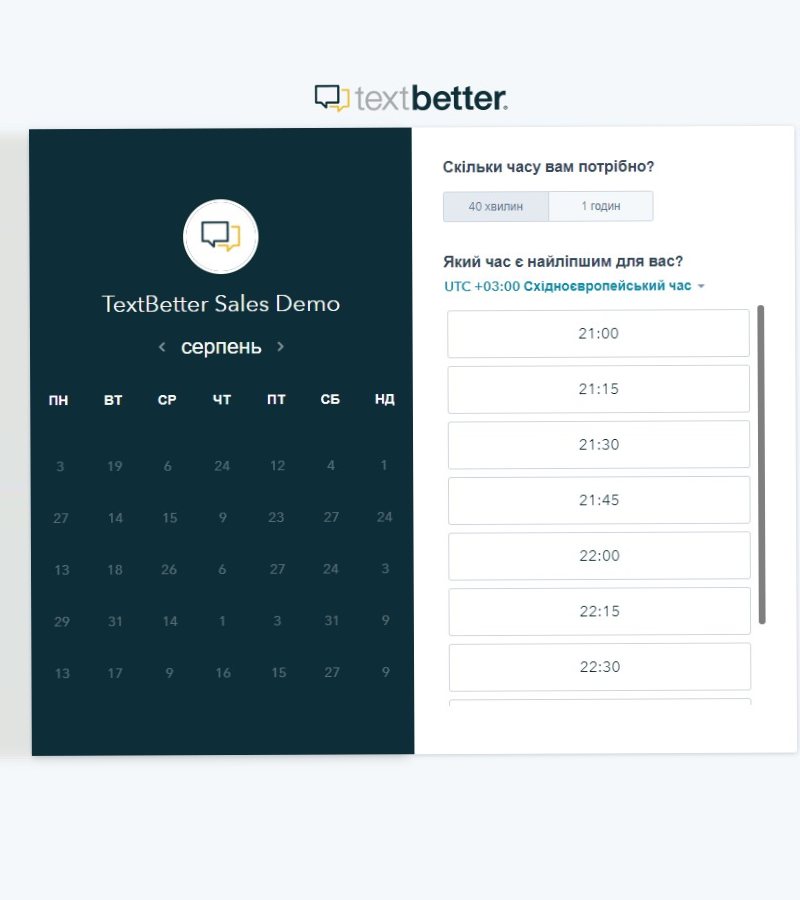 textbetter®
TextBetter Sales Demo
‹ серпень ›
ПН ВТ СР ЧТ ПТ СБ НД
3 19 6 24 12 4 1
27 14 15 9 23 27 24
13 18 26 6 27 24 3
29 31 14 1 3 31 9
13 17 9 16 15 27 9
Скільки часу вам потрібно?
40 хвилин 1 годин
Який час є найліпшим для вас?
UTC +03:00 Східноєвропейський час
21:00
21:15
21:30
21:45
22:00
22:15
22:30